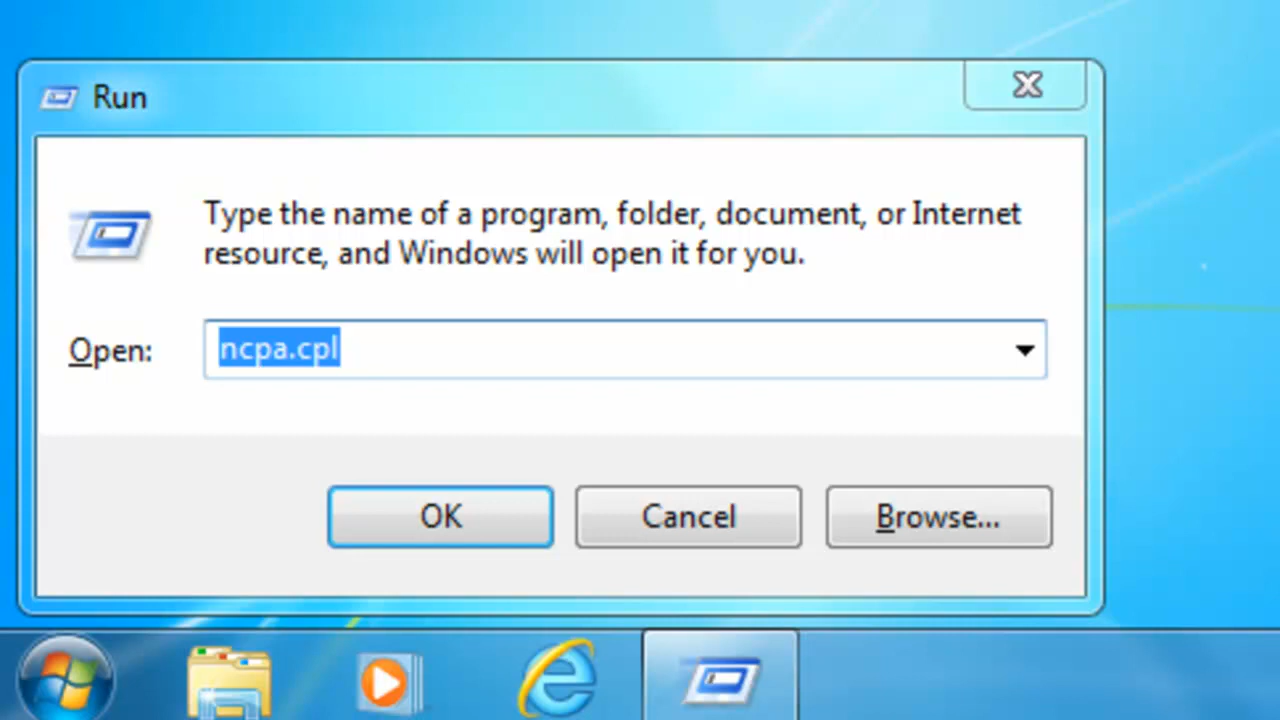 Run
Type the name of a program, folder, document, or Internet
resource, and Windows will open it for you.
Open: ncpa.cpl
OK Cancel Browse...